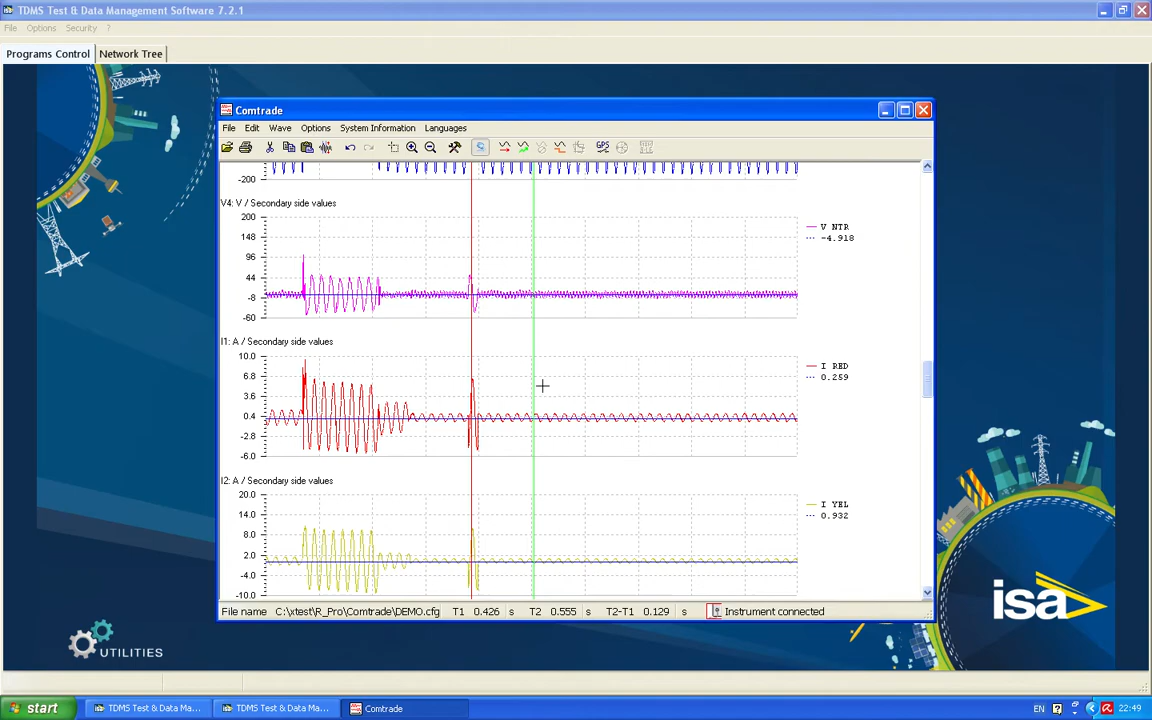 TDMS Test & Data Management Software 7.2.1
File Options Security ?
Programs Control Network Tree
Comtrade
File Edit Wave Options System Information Languages
GPS
-200
V4: V / Secondary side values
200
148
96
44
-8
-60
V NTR
-4.918
I1: A / Secondary side values
10.0
6.8
3.6
0.4
-2.8
-6.0
I RED
0.259
I2: A / Secondary side values
20.0
14.0
8.0
2.0
-4.0
-10.0
I YEL
0.932
File name C:\xtest\R_Pro\Comtrade\DEMO.cfg T1 0.426 s T2 0.555 s T2-T1 0.129 s Instrument connected
isa
UTILITIES
start TDMS Test & Data Ma... TDMS Test & Data Ma... Comtrade EN 22:49